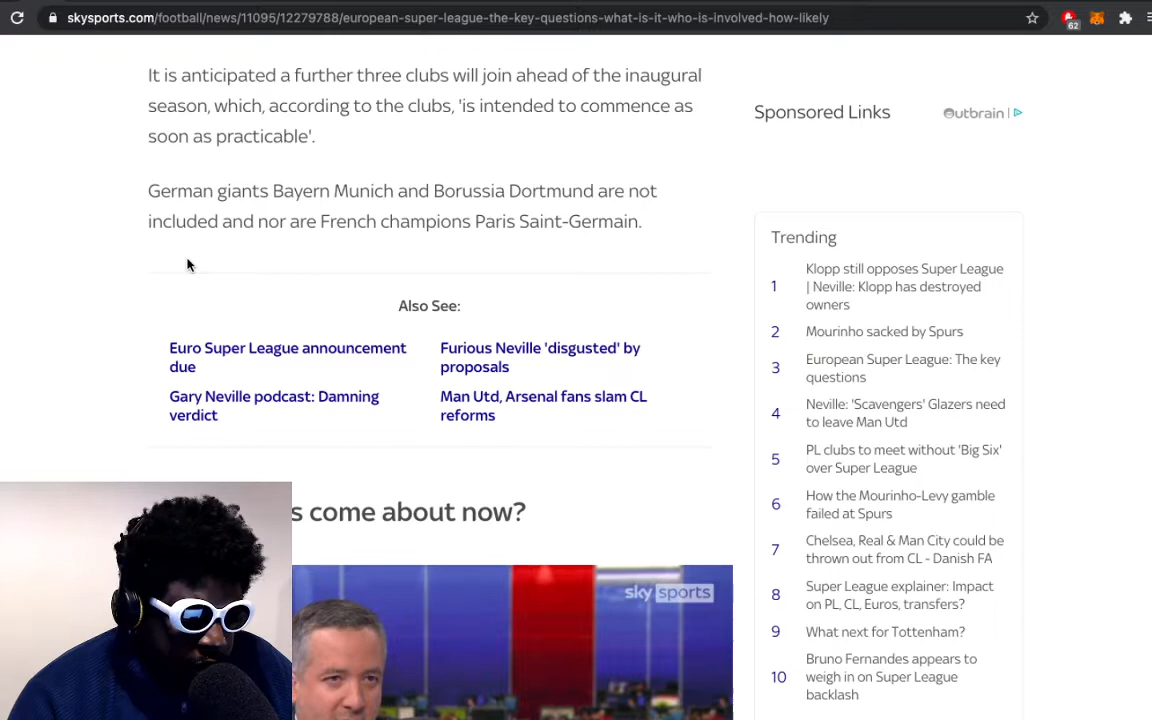 skysports.com/football/news/11095/12279788/european-super-league-the-key-questions-what-is-it-who-is-involved-how-likely
62
It is anticipated a further three clubs will join ahead of the inaugural
season, which, according to the clubs, 'is intended to commence as
soon as practicable'.
German giants Bayern Munich and Borussia Dortmund are not
included and nor are French champions Paris Saint-Germain.
Also See:
Euro Super League announcement
due
Furious Neville 'disgusted' by
proposals
Gary Neville podcast: Damning
verdict
Man Utd, Arsenal fans slam CL
reforms
s come about now?
sky sports
Sponsored Links
Outbrain
Trending
1 Klopp still opposes Super League
| Neville: Klopp has destroyed
owners
2 Mourinho sacked by Spurs
3 European Super League: The key
questions
4 Neville: 'Scavengers' Glazers need
to leave Man Utd
5 PL clubs to meet without 'Big Six'
over Super League
6 How the Mourinho-Levy gamble
failed at Spurs
7 Chelsea, Real & Man City could be
thrown out from CL - Danish FA
8 Super League explainer: Impact
on PL, CL, Euros, transfers?
9 What next for Tottenham?
10 Bruno Fernandes appears to
weigh in on Super League
backlash